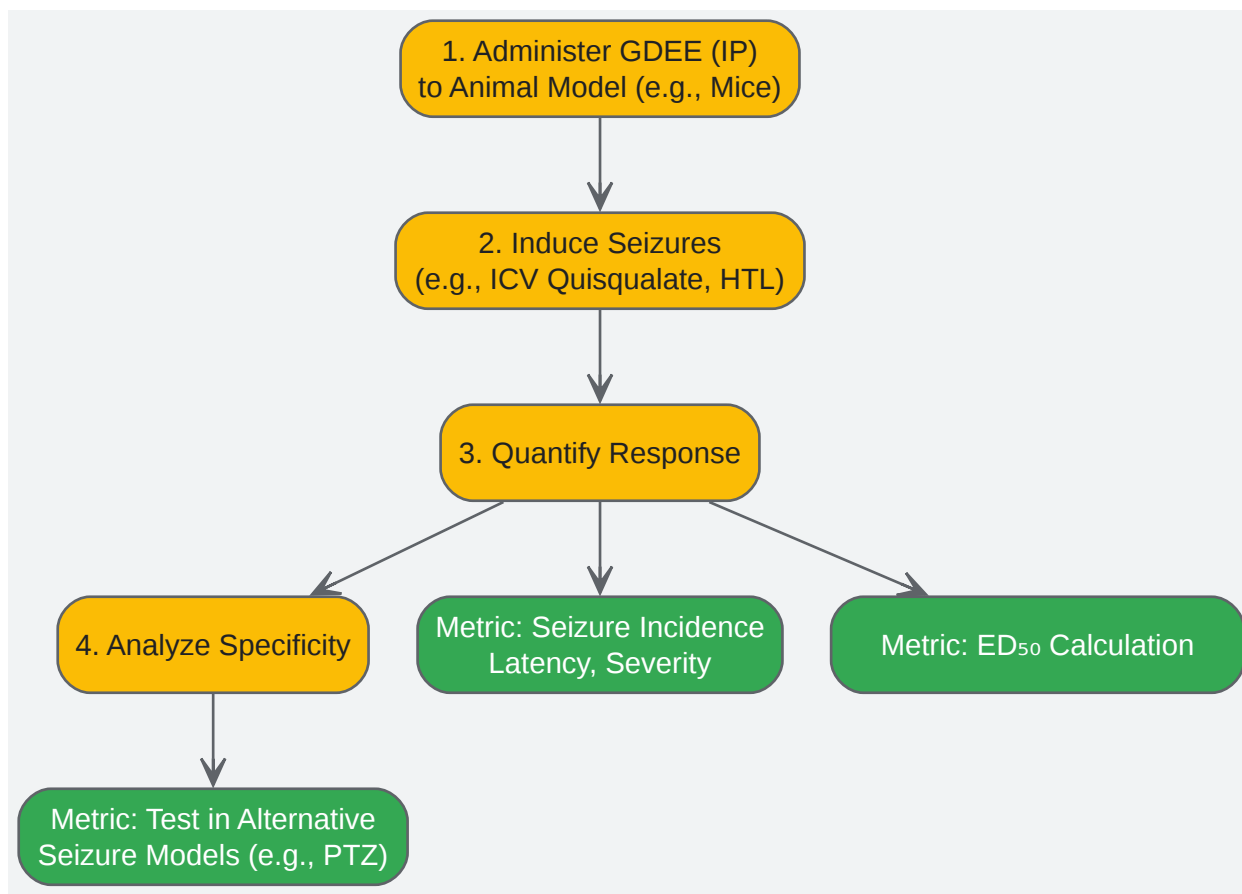 1. Administer GDEE (IP)
to Animal Model (e.g., Mice)
2. Induce Seizures
(e.g., ICV Quisqualate, HTL)
3. Quantify Response
4. Analyze Specificity
Metric: Seizure Incidence
Latency, Severity
Metric: ED₅₀ Calculation
Metric: Test in Alternative
Seizure Models (e.g., PTZ)